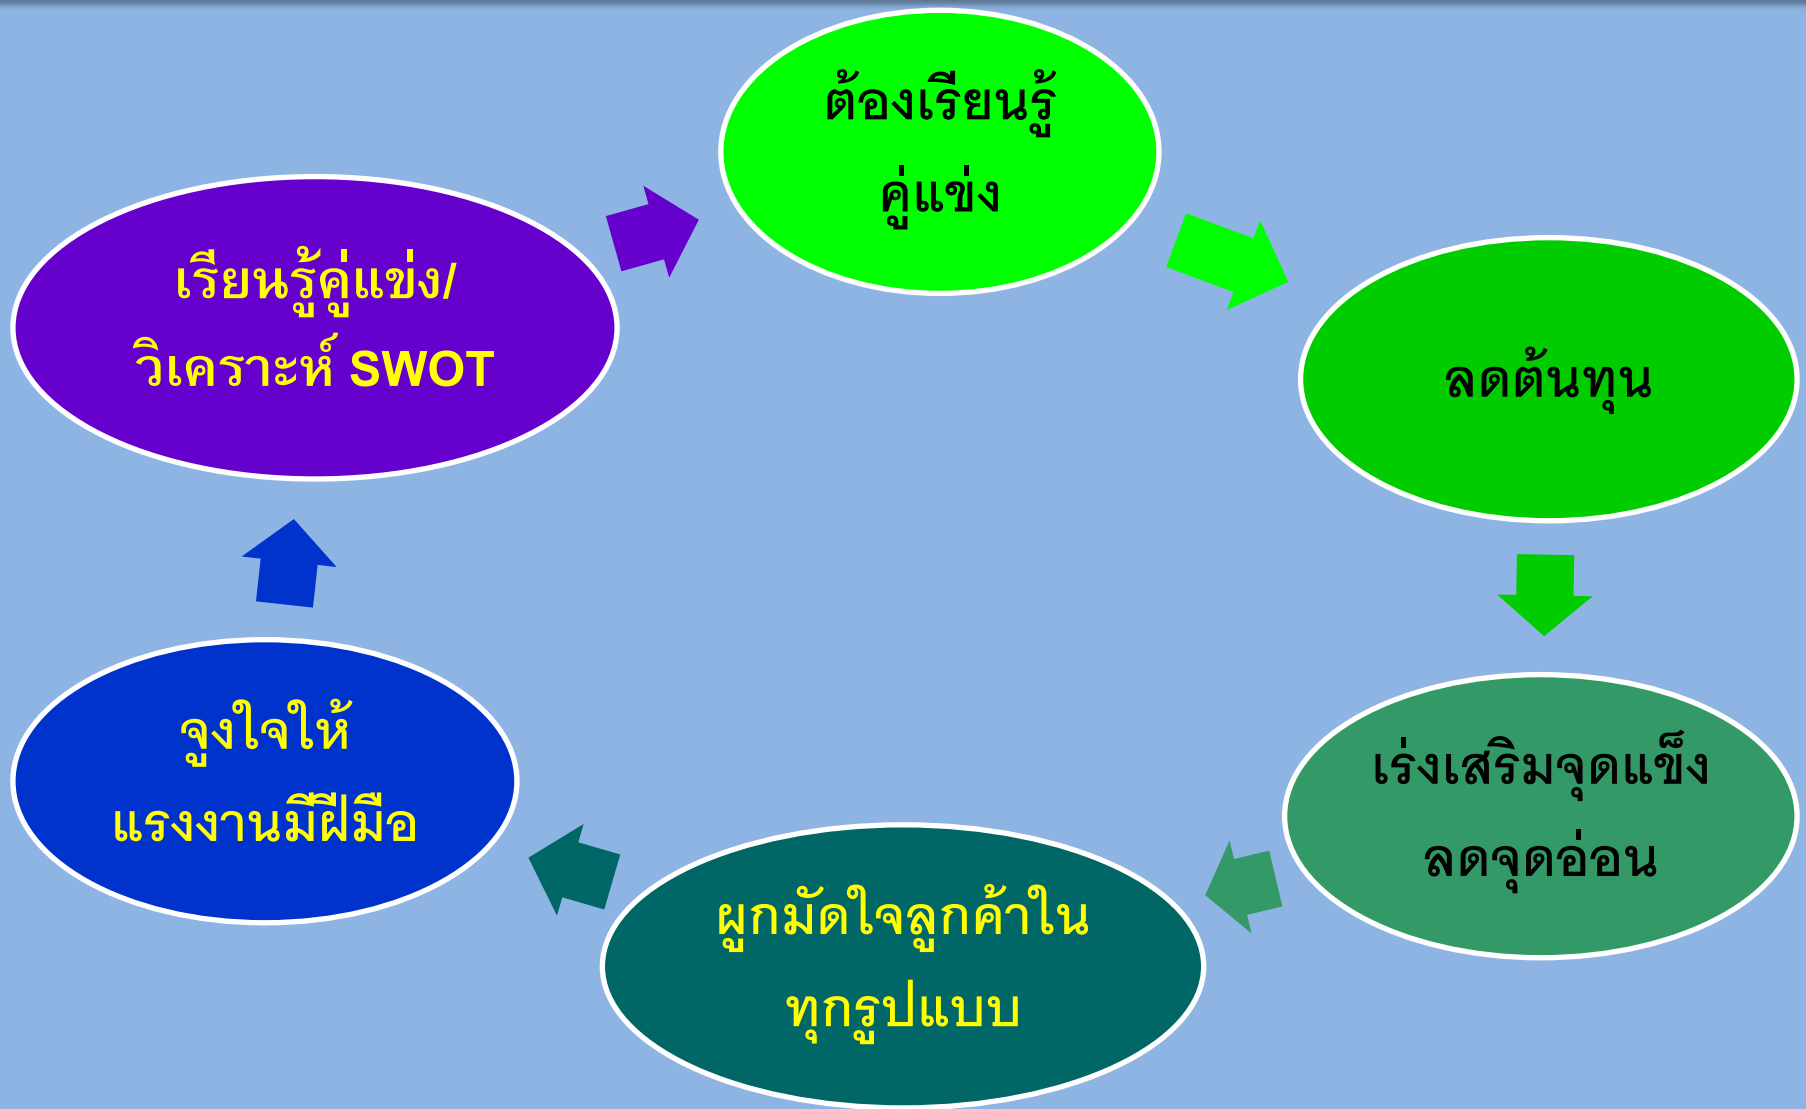 ต้องเรียนรู้
คู่แข่ง
ลดต้นทุน
เร่งเสริมจุดแข็ง
ลดจุดอ่อน
ผูกมัดใจลูกค้าใน
ทุกรูปแบบ
จูงใจให้
แรงงานมีฝีมือ
เรียนรู้คู่แข่ง/
วิเคราะห์ SWOT